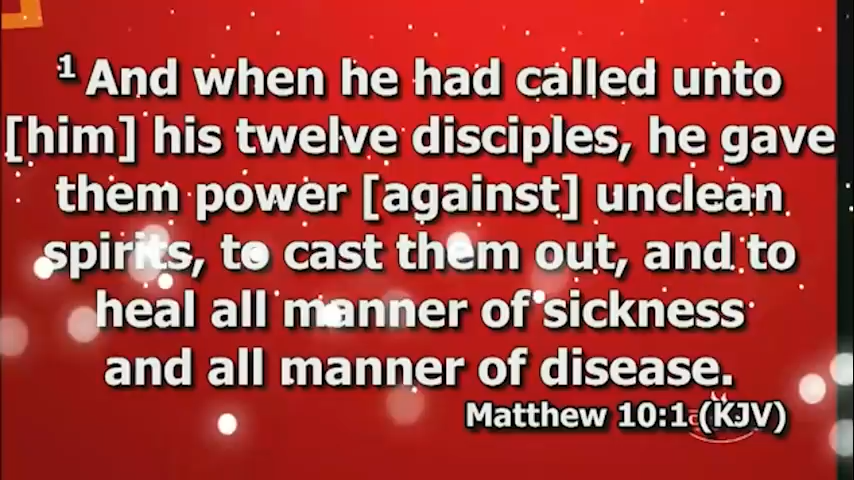 1 And when he had called unto
[him] his twelve disciples, he gave
them power [against] unclean
spirits, to cast them out, and to
heal all manner of sickness
and all manner of disease.
Matthew 10:1 (KJV)